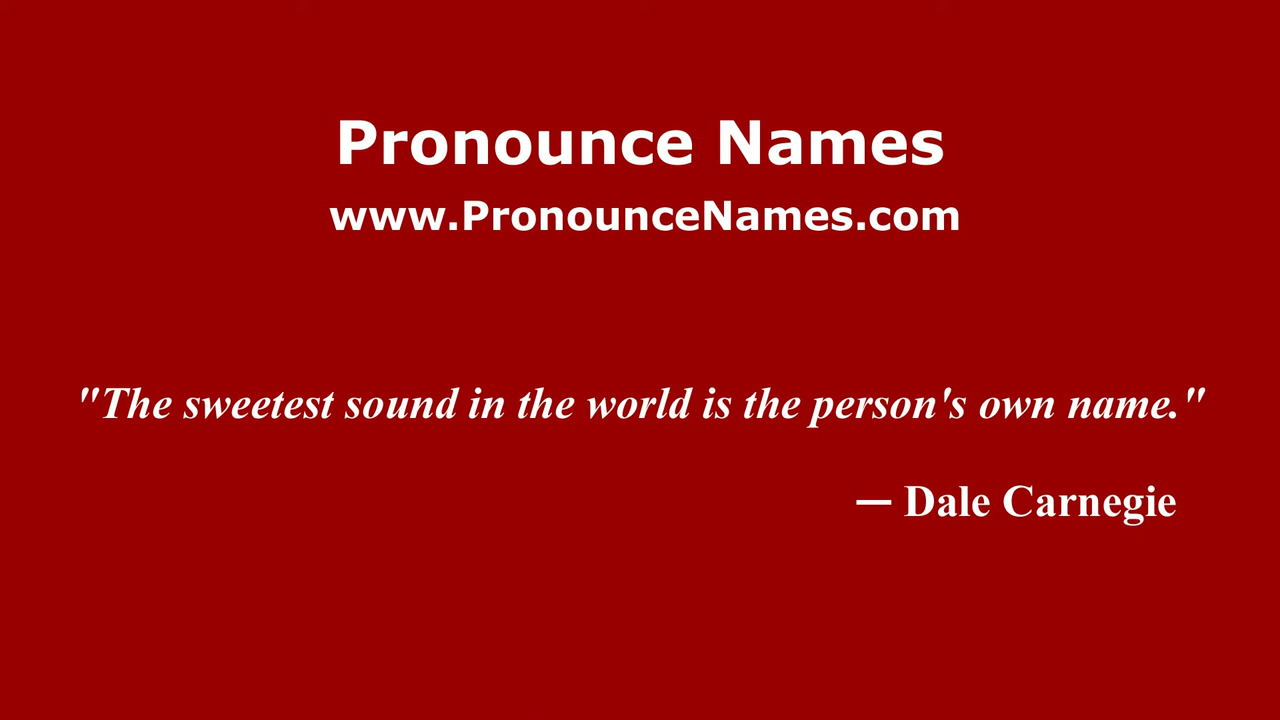 Pronounce Names
www.PronounceNames.com
"The sweetest sound in the world is the person's own name."
— Dale Carnegie